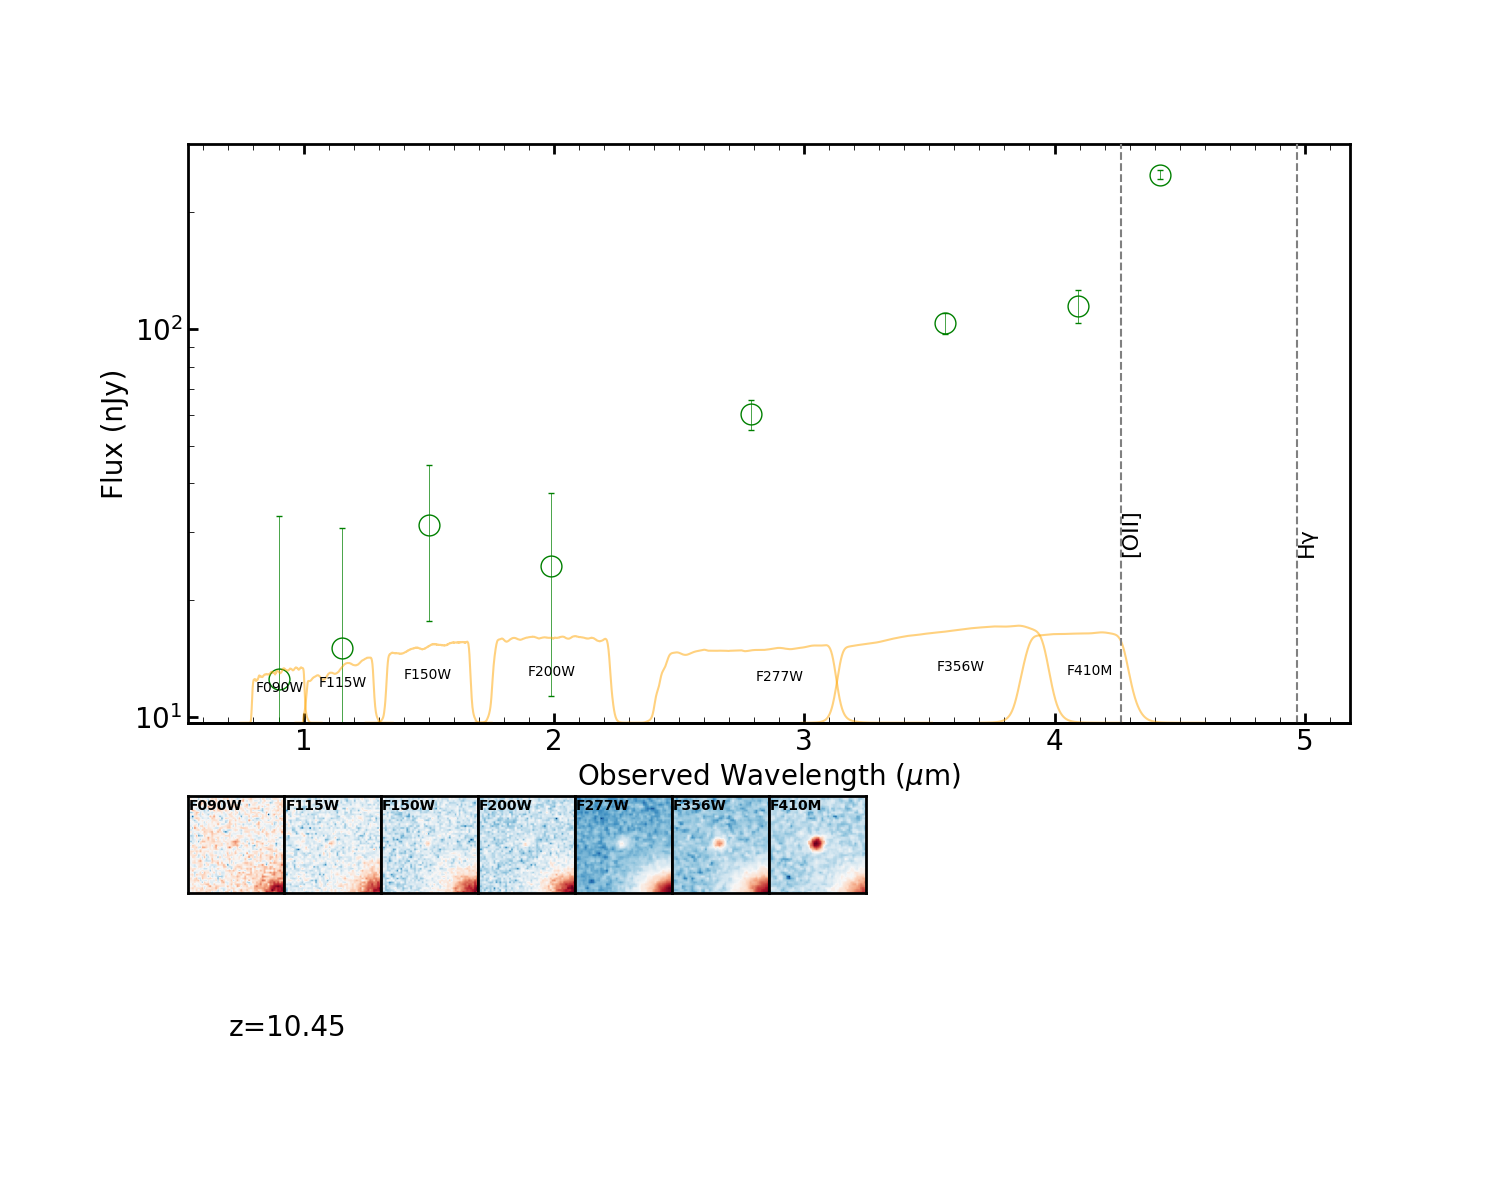 Flux (nJy)
10²
10¹
[OII]
Hγ
F090W
F115W
F150W
F200W
F277W
F356W
F410M
1
2
3
4
5
Observed Wavelength (μm)
F090W
F115W
F150W
F200W
F277W
F356W
F410M
z=10.45